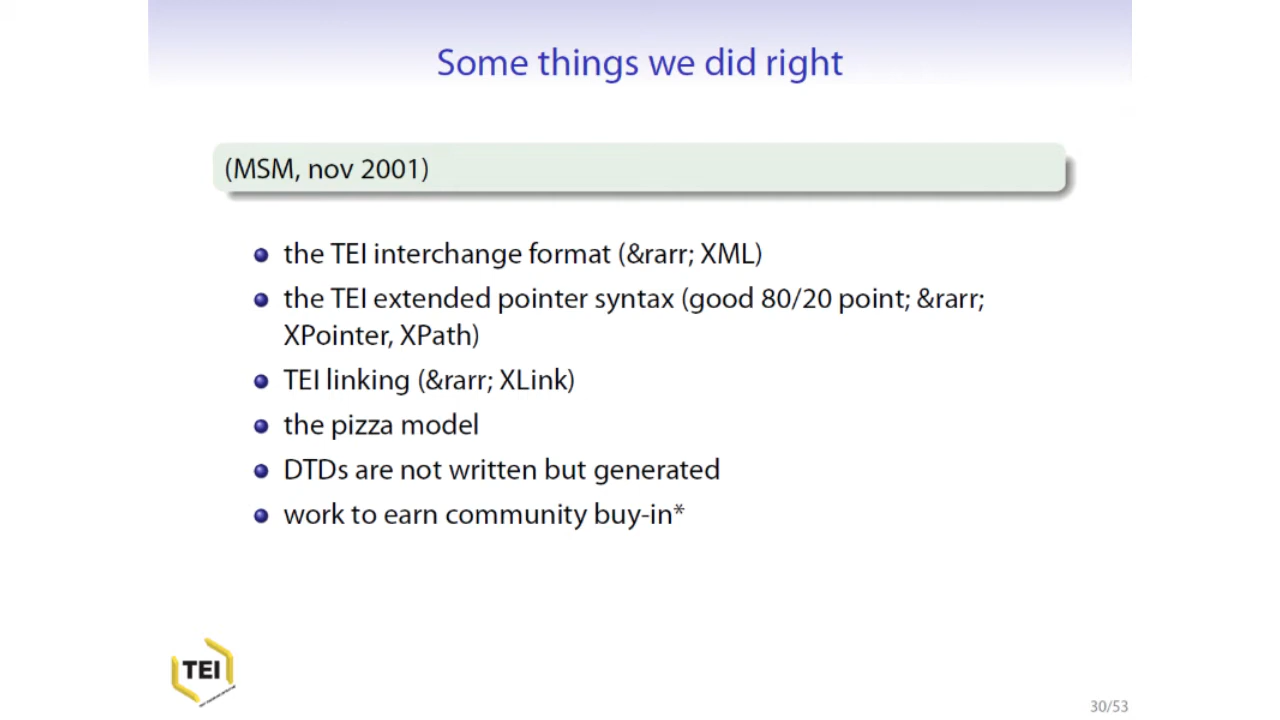 Some things we did right
(MSM, nov 2001)
the TEI interchange format (&rarr; XML)
the TEI extended pointer syntax (good 80/20 point; &rarr;
XPointer, XPath)
TEI linking (&rarr; XLink)
the pizza model
DTDs are not written but generated
work to earn community buy-in*
TEI
30/53